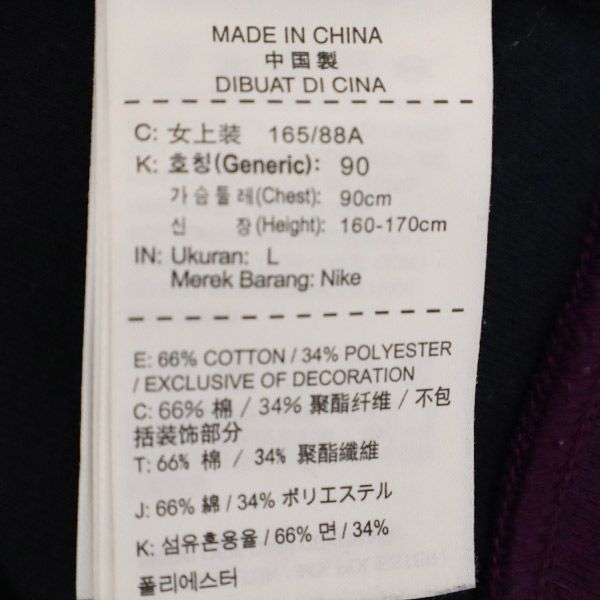 MADE IN CHINA
中国製
DIBUAT DI CINA
C: 女上装 165/88A
K: 호칭(Generic): 90
가슴둘레(Chest): 90cm
신 장(Height): 160-170cm
IN: Ukuran: L
Merek Barang: Nike
E: 66% COTTON / 34% POLYESTER
/ EXCLUSIVE OF DECORATION
C: 66% 棉 / 34% 聚酯纤维 / 不包
括装饰部分
T: 66% 棉 / 34% 聚酯纖維
J: 66% 綿 / 34% ポリエステル
K: 섬유혼용율 / 66% 면 / 34%
폴리에스터